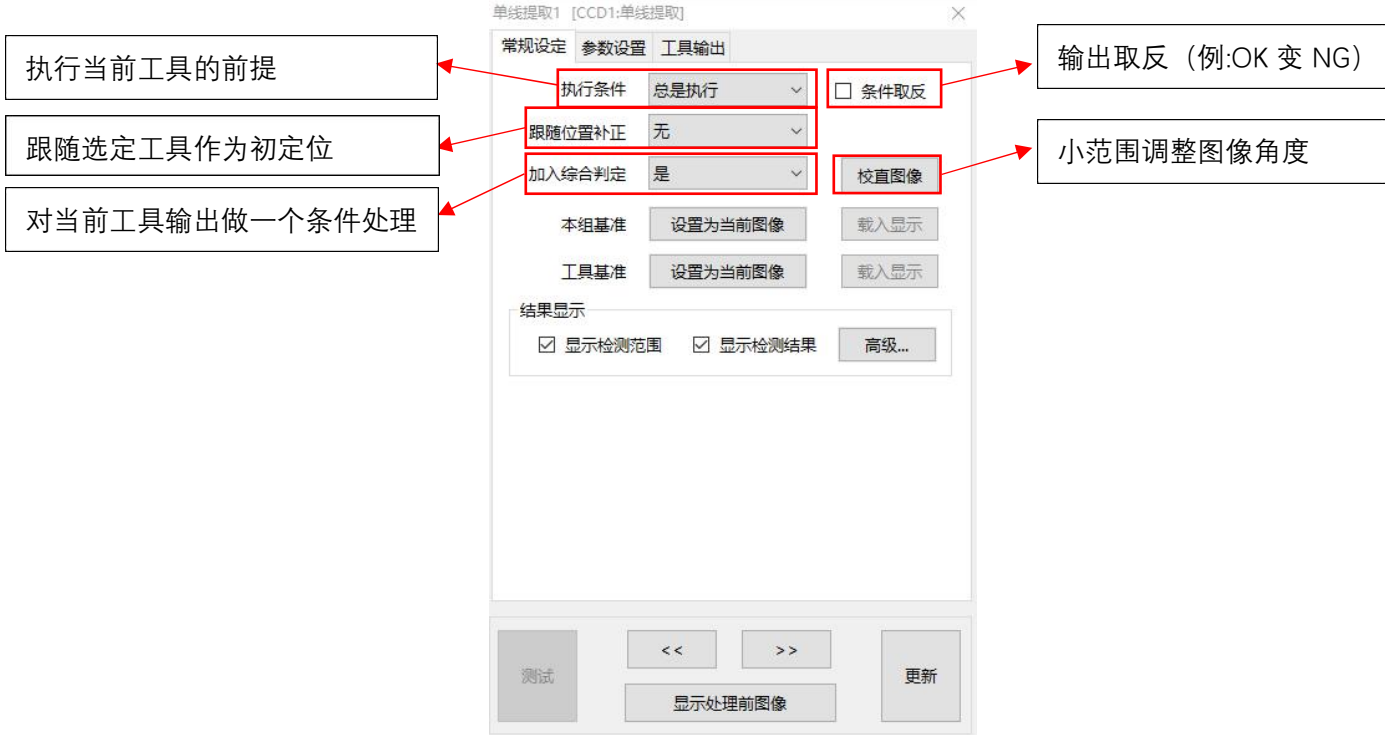 单线提取1 [CCD1:单线提取]
常规设定 参数设置 工具输出
执行当前工具的前提
执行条件 总是执行 条件取反
输出取反（例:OK 变 NG）
跟随选定工具作为初定位
跟随位置补正 无
小范围调整图像角度
加入综合判定 是 校直图像
对当前工具输出做一个条件处理
本组基准 设置为当前图像 载入显示
工具基准 设置为当前图像 载入显示
结果显示
显示检测范围 显示检测结果 高级...
测试 << >> 更新
显示处理前图像